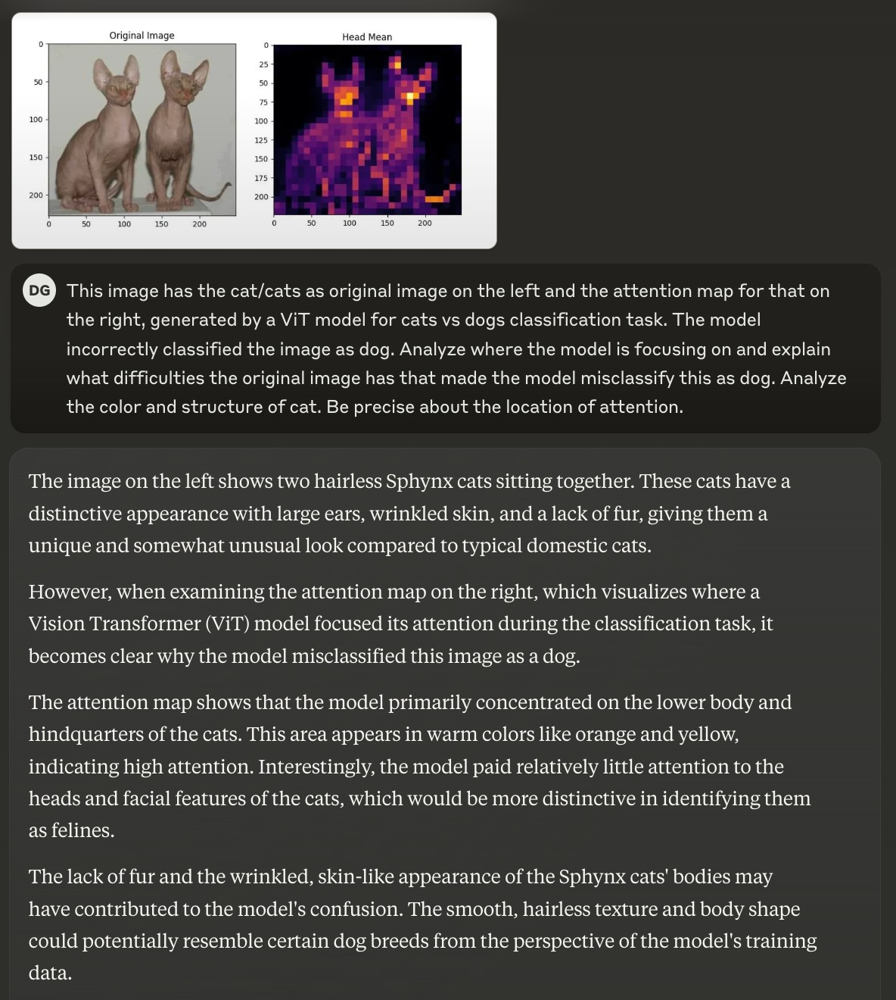 Original Image
Head Mean
0
50
100
150
200
0
50
100
150
200
0
25
50
75
100
125
150
175
200
0
50
100
150
200
DG
This image has the cat/cats as original image on the left and the attention map for that on
the right, generated by a ViT model for cats vs dogs classification task. The model
incorrectly classified the image as dog. Analyze where the model is focusing on and explain
what difficulties the original image has that made the model misclassify this as dog. Analyze
the color and structure of cat. Be precise about the location of attention.
The image on the left shows two hairless Sphynx cats sitting together. These cats have a
distinctive appearance with large ears, wrinkled skin, and a lack of fur, giving them a
unique and somewhat unusual look compared to typical domestic cats.
However, when examining the attention map on the right, which visualizes where a
Vision Transformer (ViT) model focused its attention during the classification task, it
becomes clear why the model misclassified this image as a dog.
The attention map shows that the model primarily concentrated on the lower body and
hindquarters of the cats. This area appears in warm colors like orange and yellow,
indicating high attention. Interestingly, the model paid relatively little attention to the
heads and facial features of the cats, which would be more distinctive in identifying them
as felines.
The lack of fur and the wrinkled, skin-like appearance of the Sphynx cats' bodies may
have contributed to the model's confusion. The smooth, hairless texture and body shape
could potentially resemble certain dog breeds from the perspective of the model's training
data.